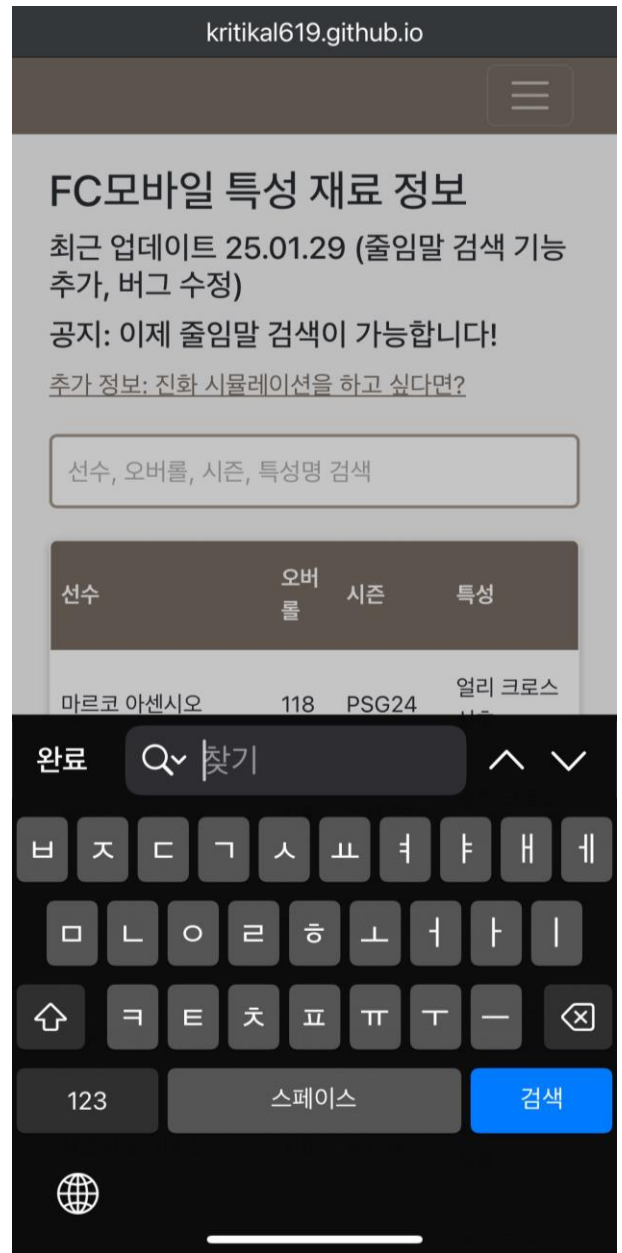 kritikal619.github.io
FC모바일 특성 재료 정보
최근 업데이트 25.01.29 (줄임말 검색 기능
추가, 버그 수정)
공지: 이제 줄임말 검색이 가능합니다!
추가 정보: 진화 시뮬레이션을 하고 싶다면?
선수, 오버롤, 시즌, 특성명 검색
선수 오버롤 시즌 특성
마르코 아센시오 118 PSG24 얼리 크로스
완료 찾기
ㅂ ㅈ ㄷ ㄱ ㅅ ㅛ ㅕ ㅑ ㅐ ㅔ
ㅁ ㄴ ㅇ ㄹ ㅎ ㅗ ㅓ ㅏ ㅣ
ㅋ ㅌ ㅊ ㅍ ㅠ ㅜ ㅡ
123 스페이스 검색